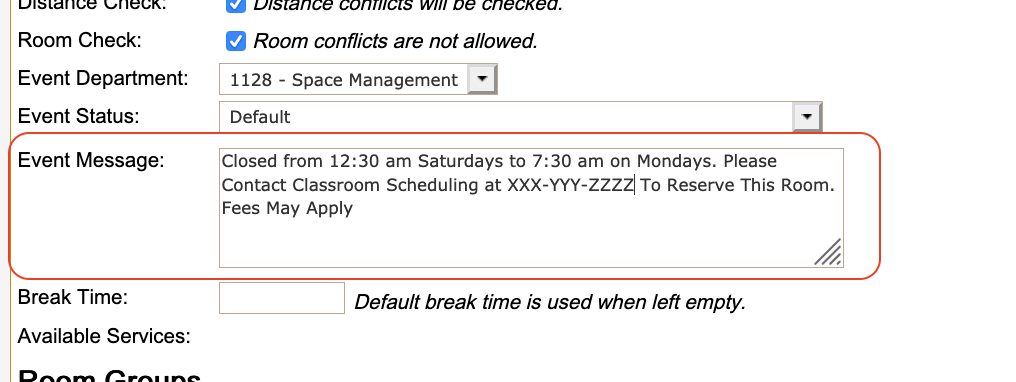 Distance Check: Distance conflicts will be checked.
Room Check: Room conflicts are not allowed.
Event Department: 1128 - Space Management
Event Status: Default
Event Message: Closed from 12:30 am Saturdays to 7:30 am on Mondays. Please
Contact Classroom Scheduling at XXX-YYY-ZZZZ To Reserve This Room.
Fees May Apply
Break Time: Default break time is used when left empty.
Available Services:
Room Groups